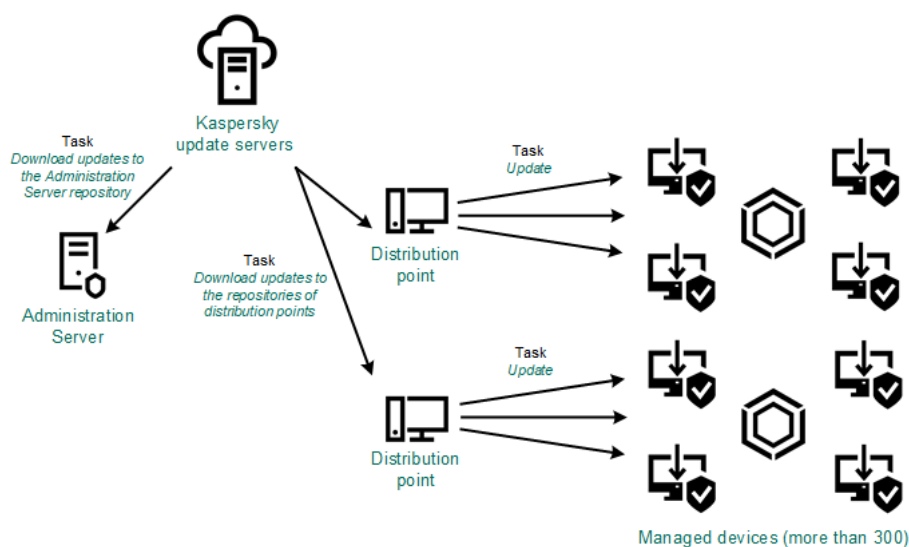 Kaspersky
update servers
Task
Download updates to
the Administration
Server repository
Task
Update
Distribution
point
Task
Download updates to
the repositories of
distribution points
Administration
Server
Task
Update
Distribution
point
Managed devices (more than 300)